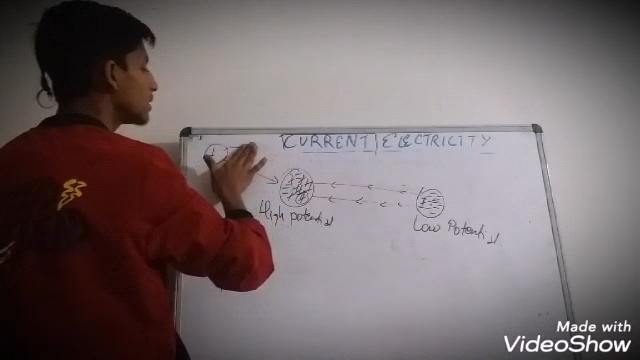 CURRENT ELECTRICITY
High potential
Low Potential
Made with
VideoShow